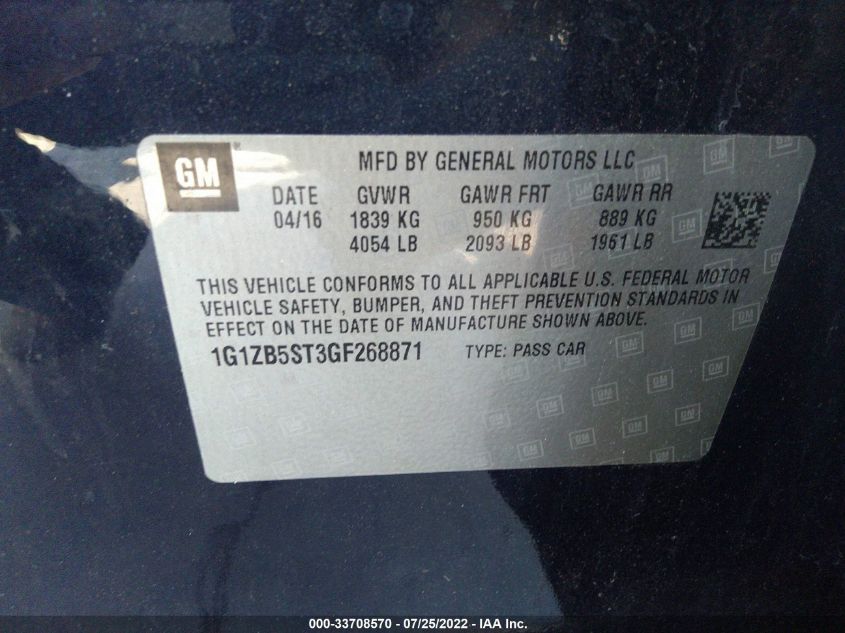 GM
MFD BY GENERAL MOTORS LLC
DATE GVWR GAWR FRT GAWR RR
04/16 1839 KG 950 KG 889 KG
4054 LB 2093 LB 1961 LB
THIS VEHICLE CONFORMS TO ALL APPLICABLE U.S. FEDERAL MOTOR
VEHICLE SAFETY, BUMPER, AND THEFT PREVENTION STANDARDS IN
EFFECT ON THE DATE OF MANUFACTURE SHOWN ABOVE.
1G1ZB5ST3GF268871 TYPE: PASS CAR
000-33708570 - 07/25/2022 - IAA Inc.